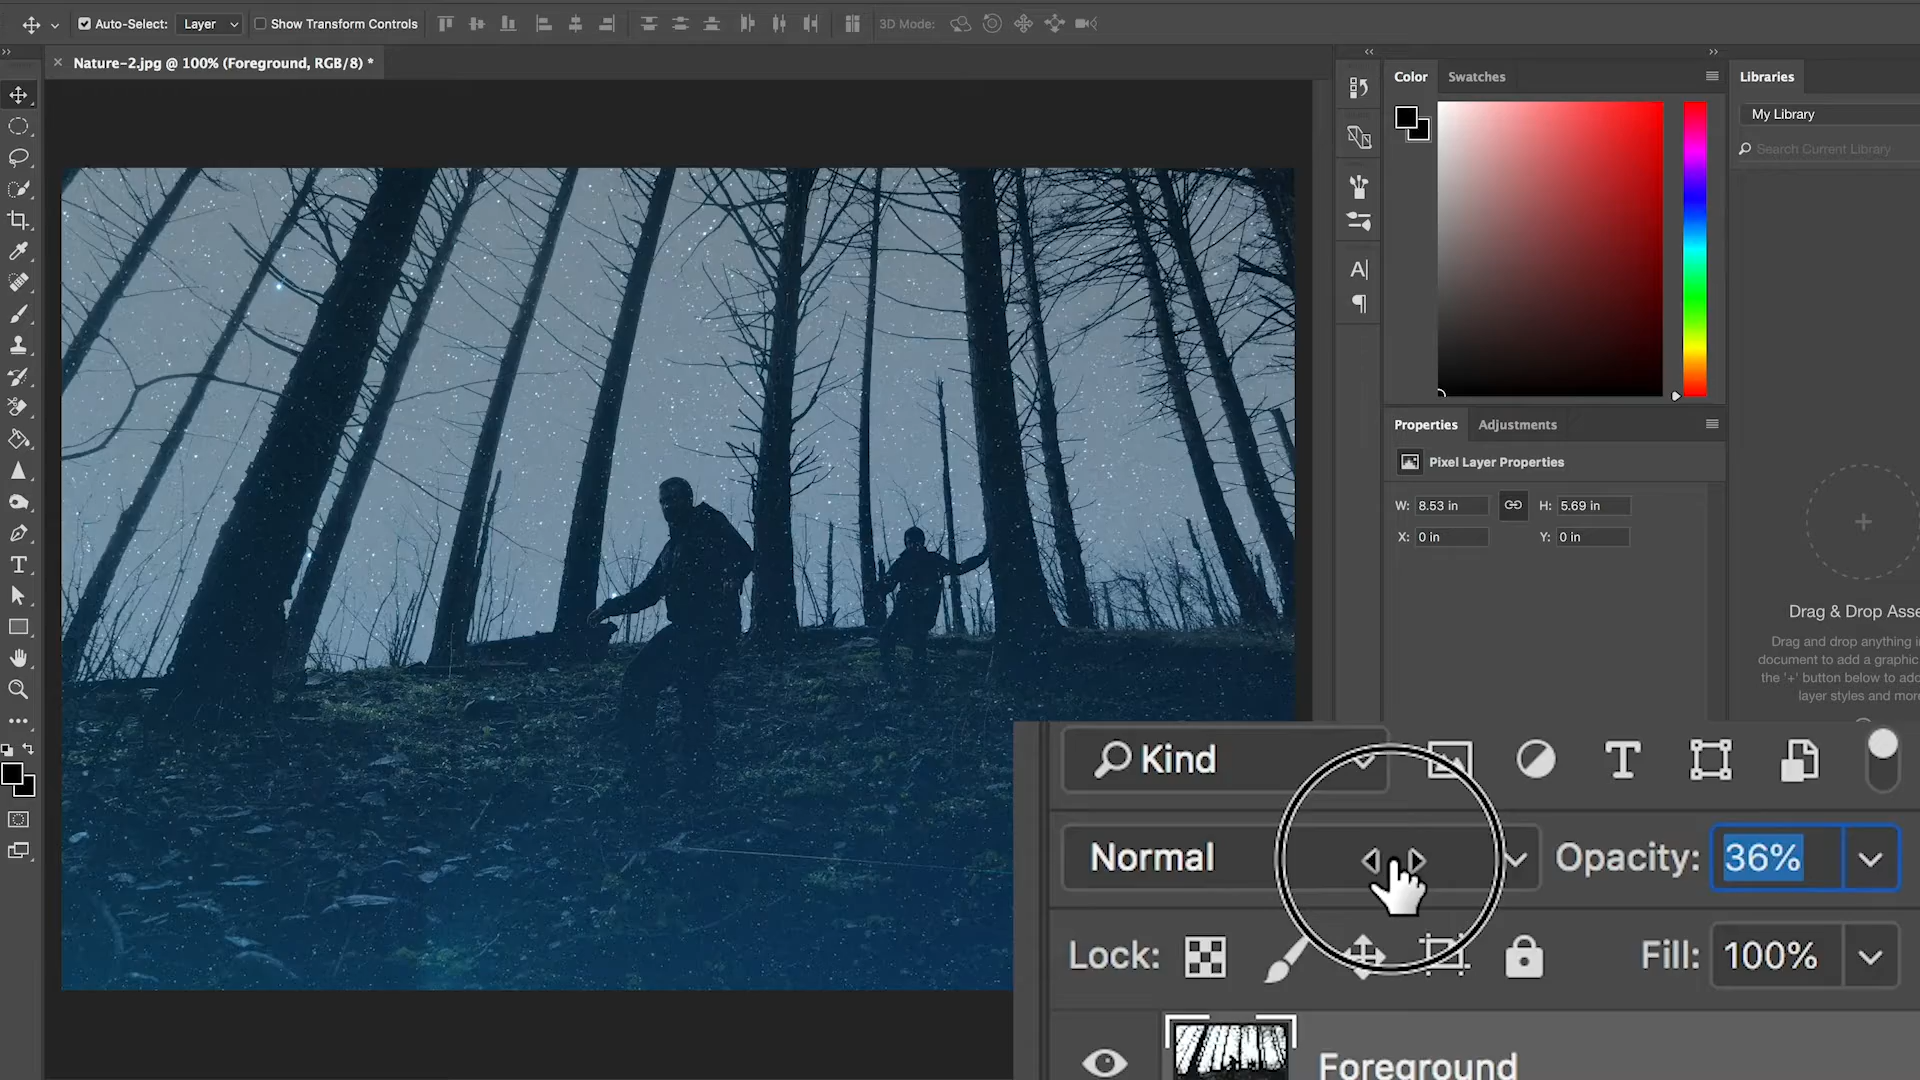 Auto-Select: Layer Show Transform Controls 3D Mode:
Nature-2.jpg @ 100% (Foreground, RGB/8) *
Color Swatches Libraries
My Library
Search Current Library
Properties Adjustments
Pixel Layer Properties
W: 8.53 in H: 5.69 in
X: 0 in Y: 0 in
Drag & Drop Asse
Drag and drop anything i
document to add a graphic
the '+' button below to add
layer styles and more
Kind
Normal Opacity: 36%
Lock: Fill: 100%
Foreground